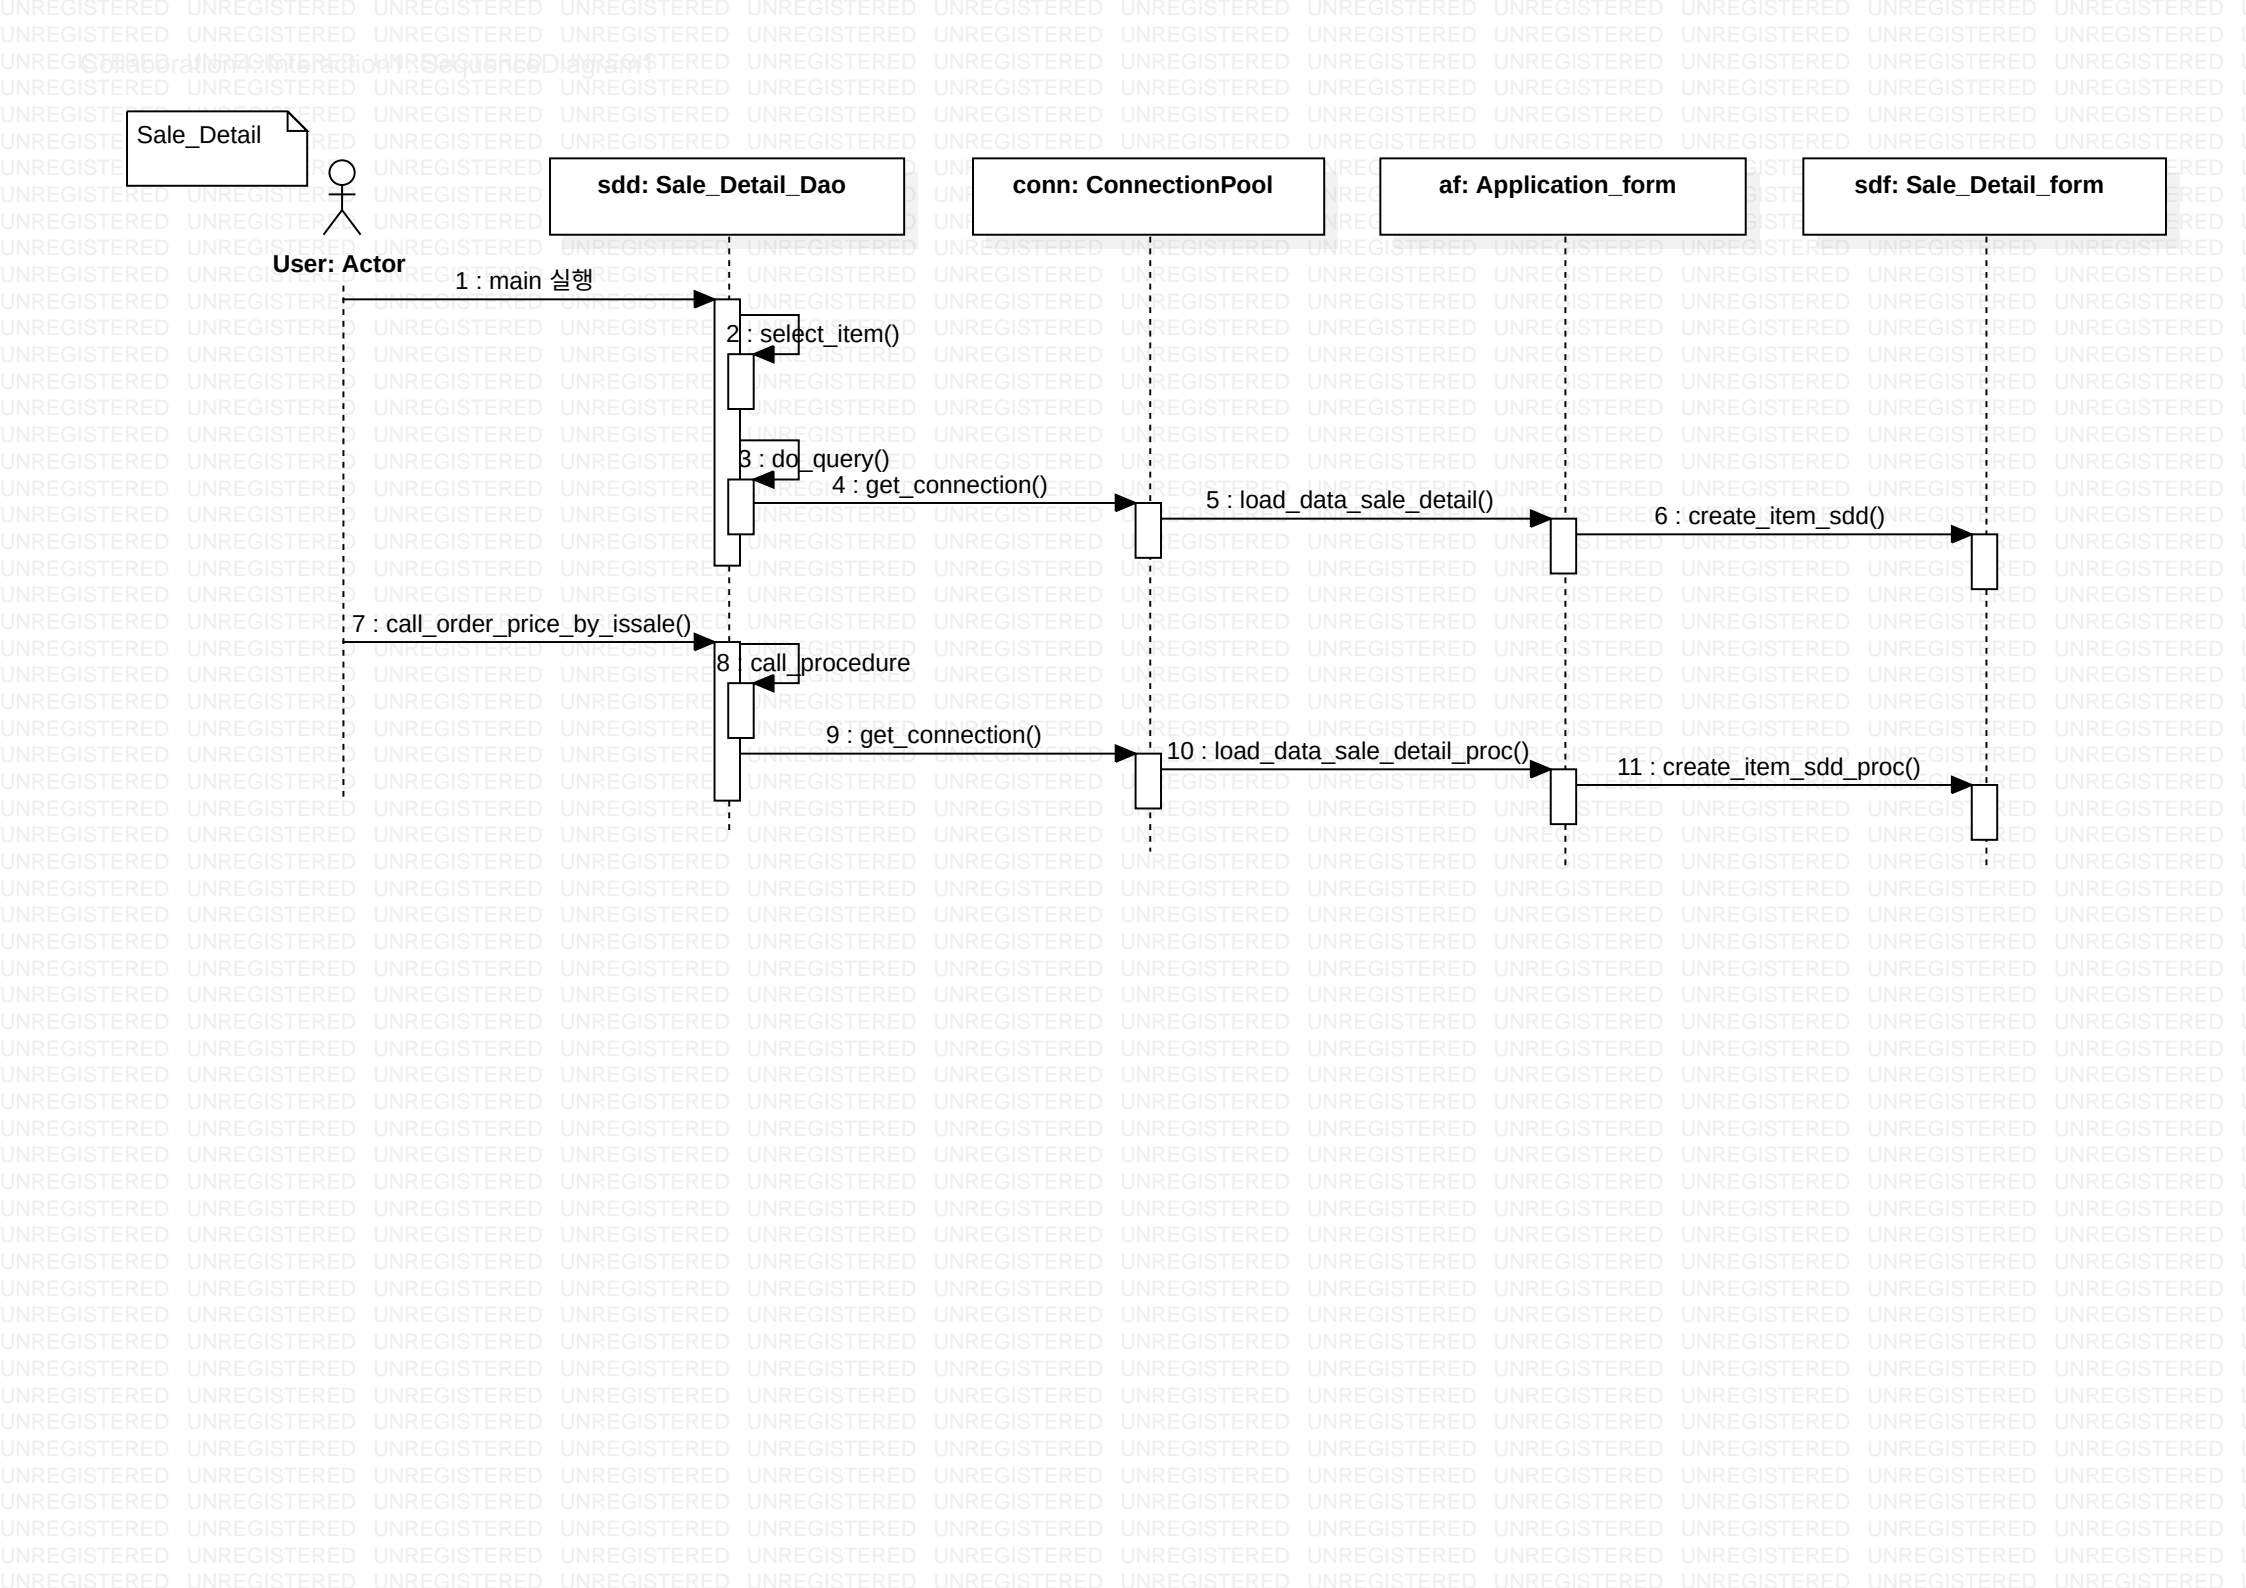 Collaboration4::Interaction1::SequenceDiagram1
Sale_Detail
User: Actor
sdd: Sale_Detail_Dao
conn: ConnectionPool
af: Application_form
sdf: Sale_Detail_form
1 : main 실행
2 : select_item()
3 : do_query()
4 : get_connection()
5 : load_data_sale_detail()
6 : create_item_sdd()
7 : call_order_price_by_issale()
8 : call_procedure
9 : get_connection()
10 : load_data_sale_detail_proc()
11 : create_item_sdd_proc()
UNREGISTERED